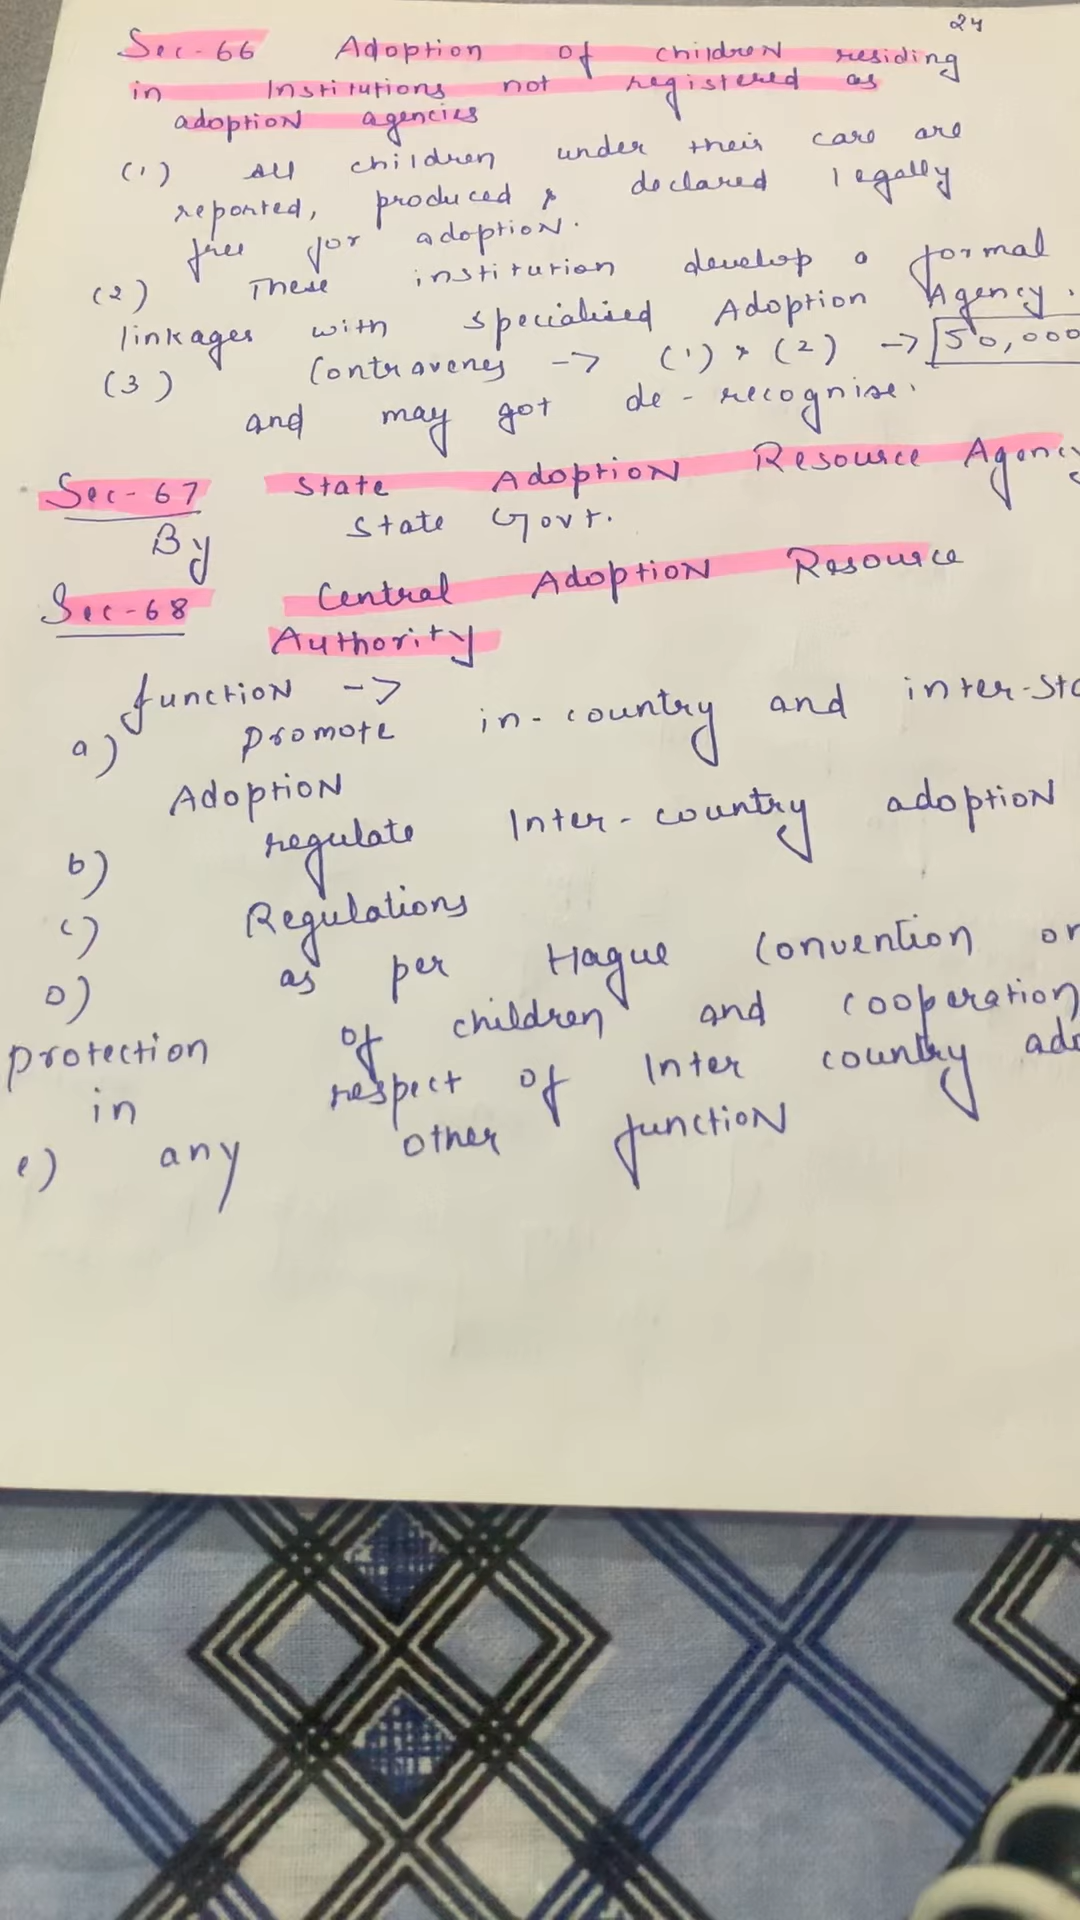 24
Sec-66 Adoption of children residing
in Institutions not registered as
adoption agencies
(1) All children under their care are
reported, produced & declared legally
free for adoption.
(2) These institution develop a formal
linkages with specialised Adoption Agency.
(3) Contravenes -> (1) & (2) -> 50,000
and may got de-recognise.
Sec-67 State Adoption Resource Agency
By State Govt.
Sec-68 Central Adoption Resource
Authority
function ->
a) promote in-country and inter-sta
Adoption
b) regulate Inter-country adoption
c) Regulations
D) as per Hague Convention on
protection of children and cooperation
in respect of Inter country ado
e) any other function